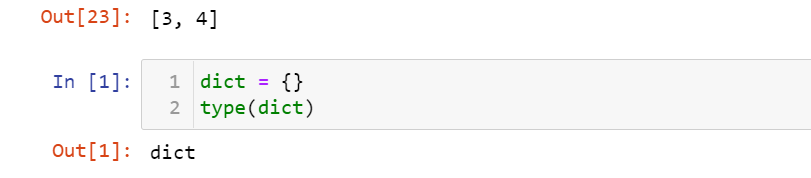 Out[23]: [3, 4]
In [1]: 1 dict = {}
2 type(dict)
Out[1]: dict